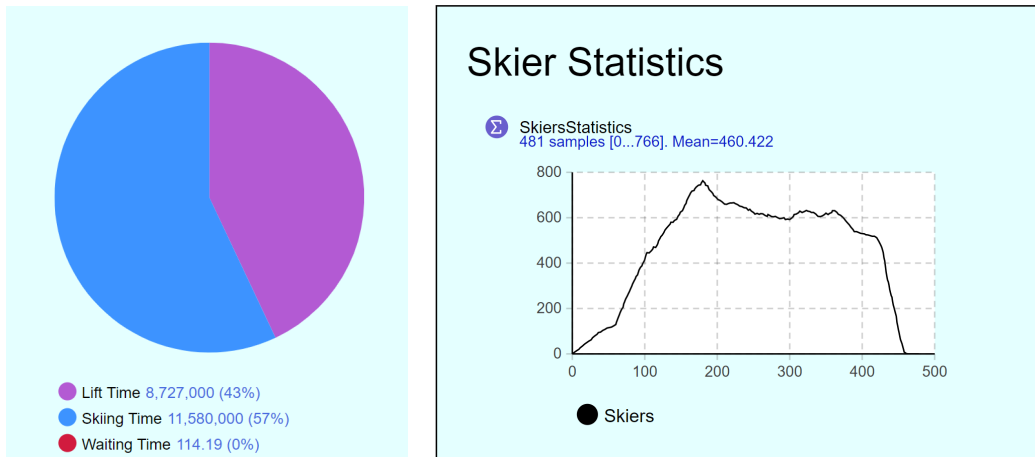 Lift Time 8,727,000 (43%)
Skiing Time 11,580,000 (57%)
Waiting Time 114.19 (0%)
Skier Statistics
Σ SkiersStatistics
481 samples [0...766]. Mean=460.422
800
600
400
200
0
0 100 200 300 400 500
Skiers